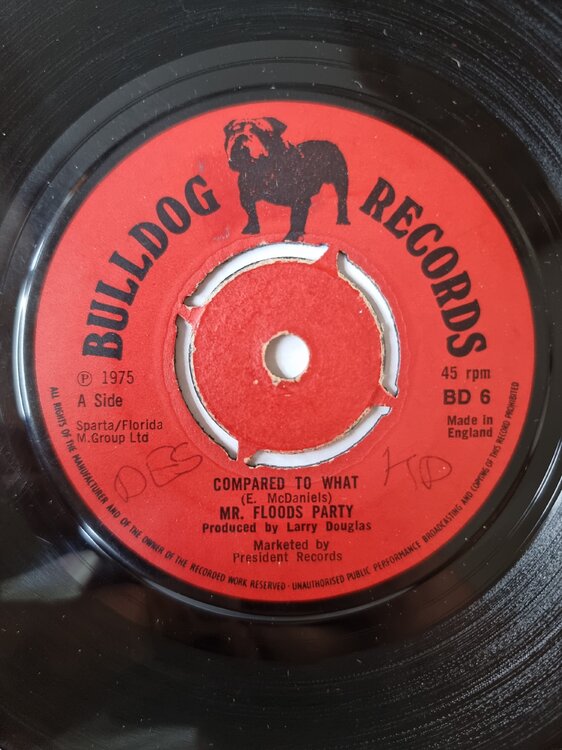 BULLDOG RECORDS
℗ 1975
A Side
Sparta/Florida
M.Group Ltd
45 rpm
BD 6
Made in
England
DES
HD
COMPARED TO WHAT
(E. McDaniels)
MR. FLOODS PARTY
Produced by Larry Douglas
Marketed by
President Records
ALL RIGHTS OF THE MANUFACTURER AND OF THE OWNER OF THE RECORDED WORK RESERVED · UNAUTHORISED PUBLIC PERFORMANCE BROADCASTING AND COPYING OF THIS RECORD PROHIBITED